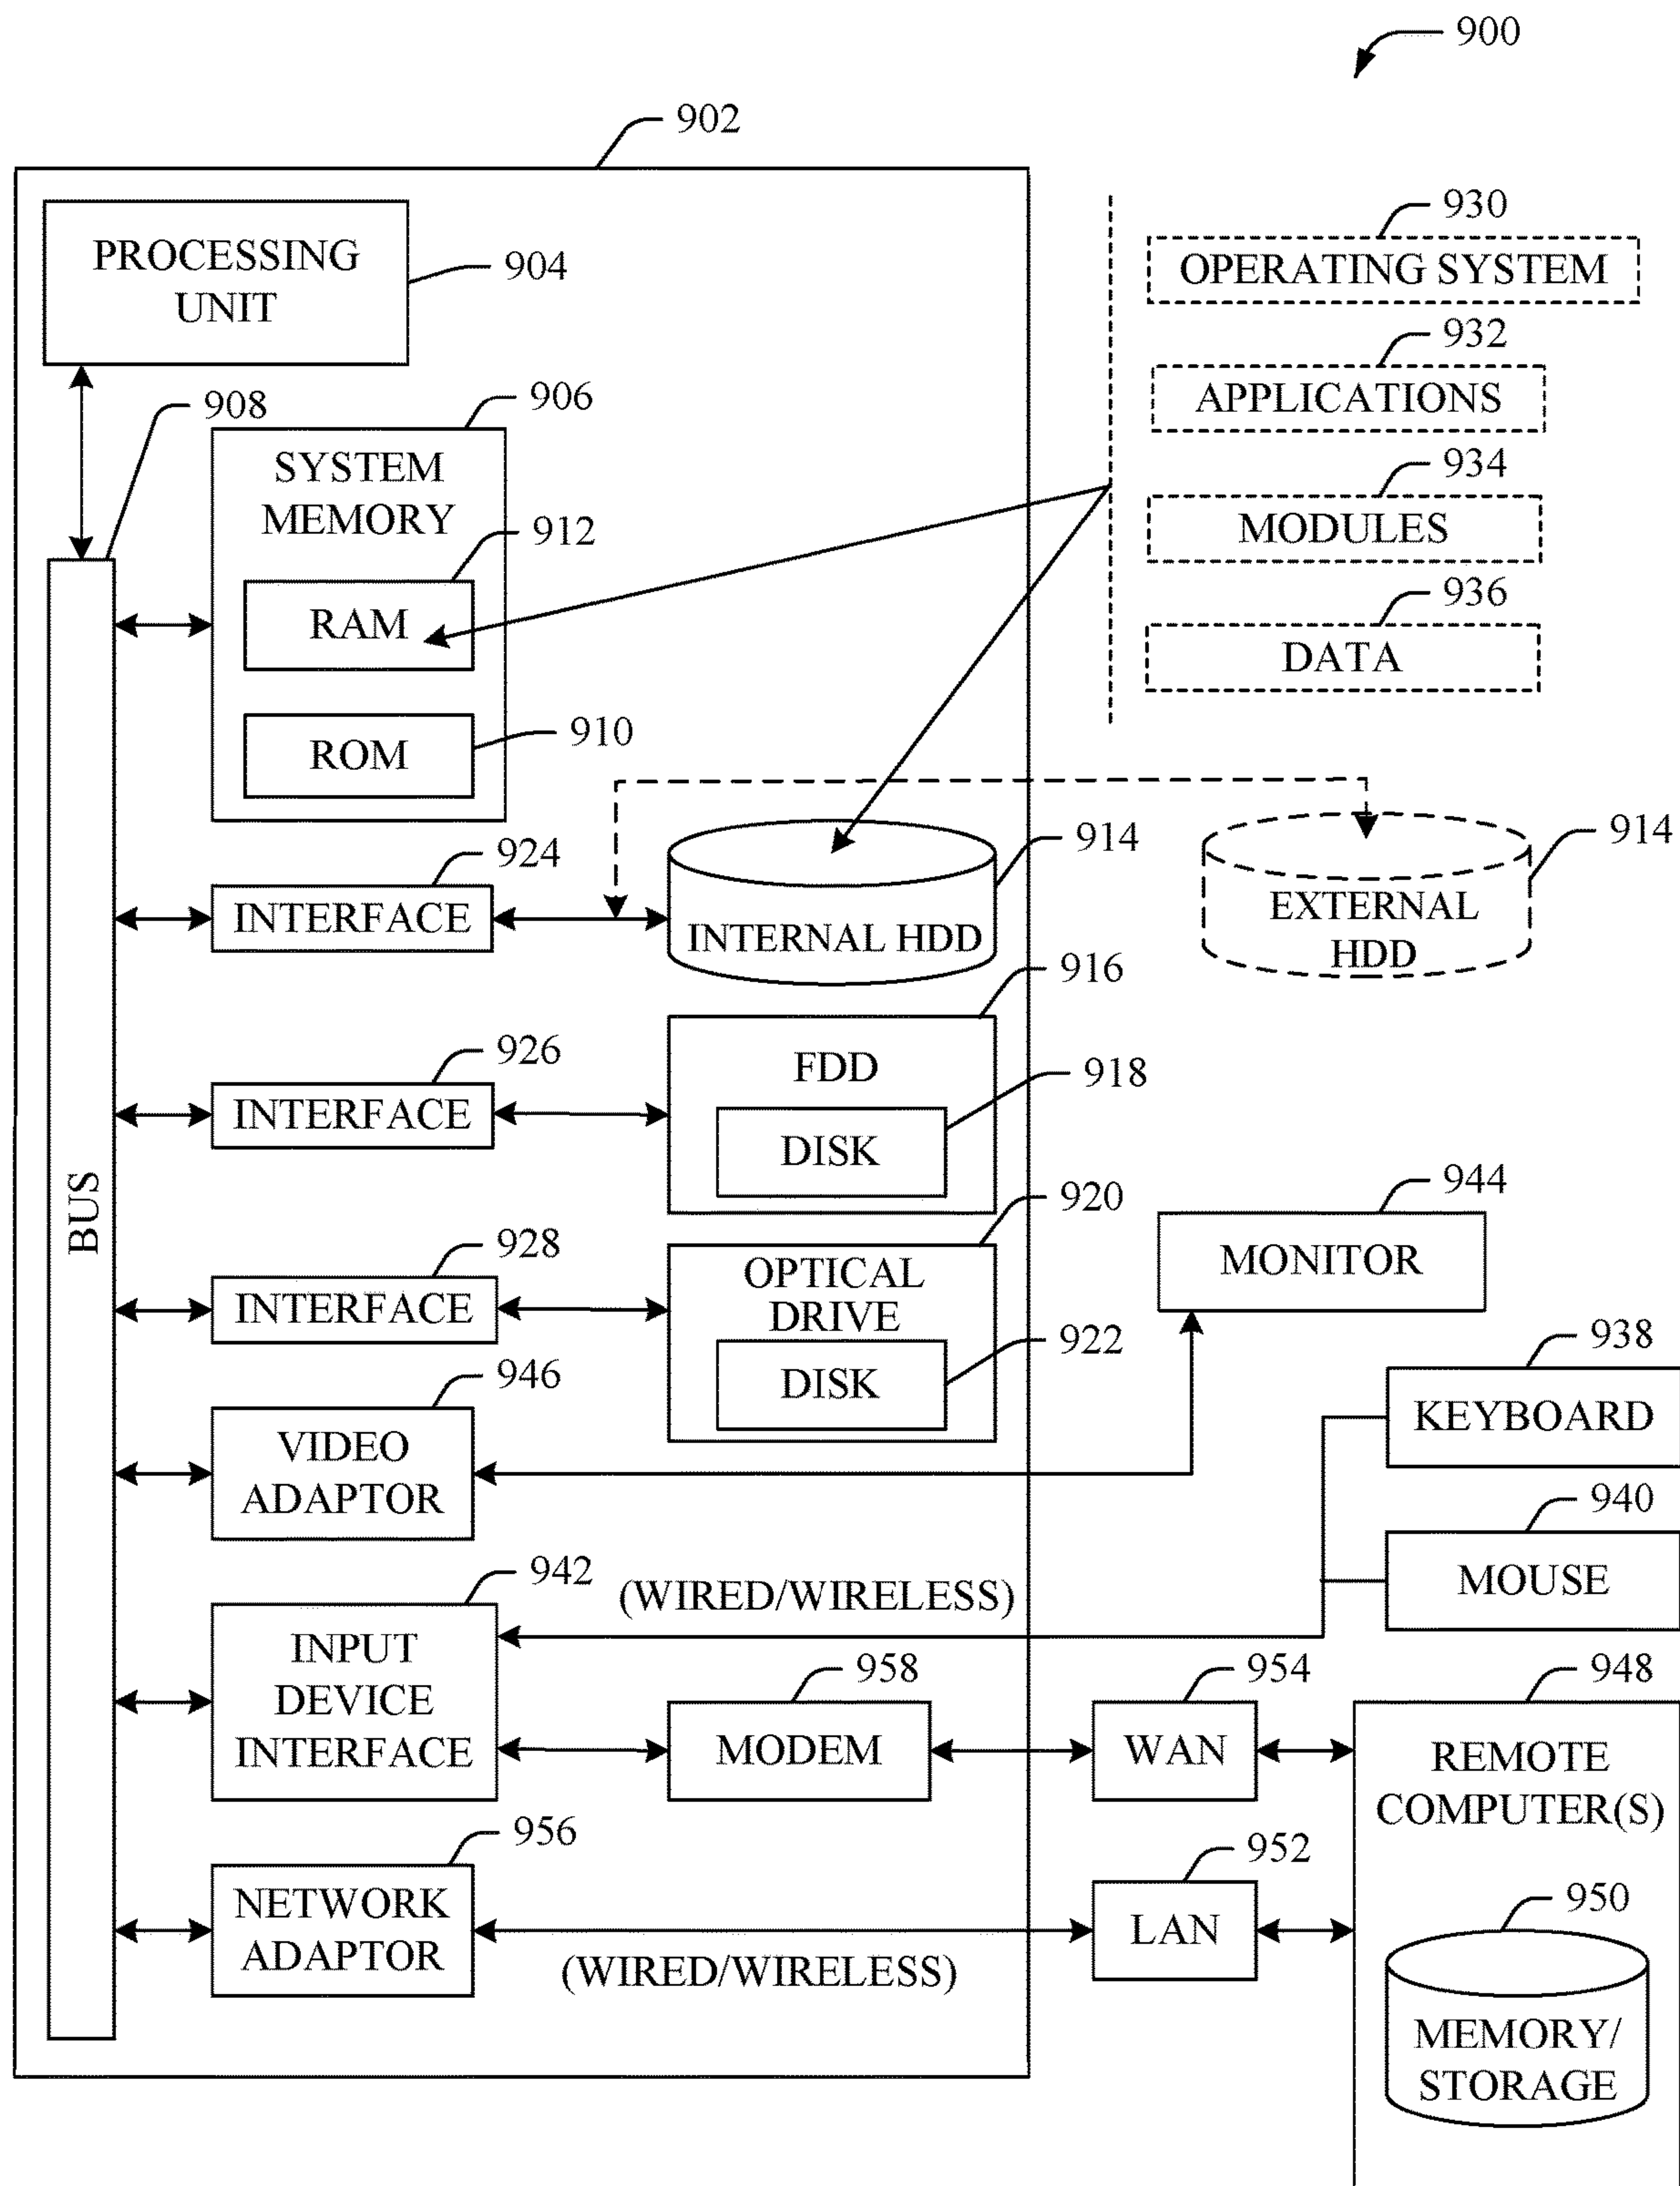 900
902
PROCESSING
UNIT
904
930
OPERATING SYSTEM
932
APPLICATIONS
934
MODULES
936
DATA
908
906
SYSTEM
MEMORY
912
RAM
910
ROM
BUS
924
INTERFACE
914
INTERNAL HDD
914
EXTERNAL
HDD
926
INTERFACE
916
FDD
918
DISK
928
INTERFACE
920
OPTICAL
DRIVE
922
DISK
944
MONITOR
946
VIDEO
ADAPTOR
938
KEYBOARD
940
MOUSE
942
(WIRED/WIRELESS)
INPUT
DEVICE
INTERFACE
958
MODEM
954
WAN
948
REMOTE
COMPUTER(S)
956
NETWORK
ADAPTOR
(WIRED/WIRELESS)
952
LAN
950
MEMORY/
STORAGE